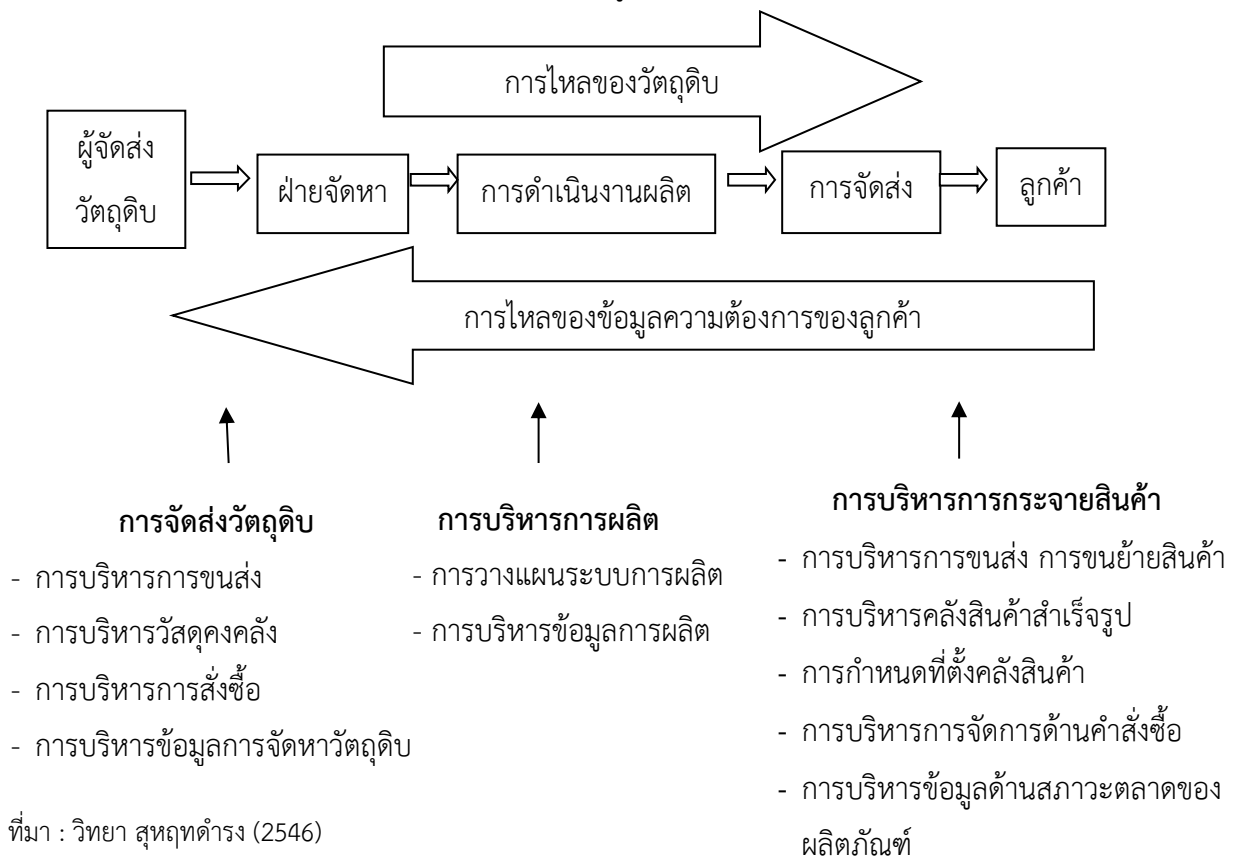 การไหลของวัตถุดิบ
ผู้จัดส่ง
วัตถุดิบ
ฝ่ายจัดหา
การดำเนินงานผลิต
การจัดส่ง
ลูกค้า
การไหลของข้อมูลความต้องการของลูกค้า
การจัดส่งวัตถุดิบ
- การบริหารการขนส่ง
- การบริหารวัสดุคงคลัง
- การบริหารการสั่งซื้อ
- การบริหารข้อมูลการจัดหาวัตถุดิบ
การบริหารการผลิต
- การวางแผนระบบการผลิต
- การบริหารข้อมูลการผลิต
การบริหารการกระจายสินค้า
- การบริหารการขนส่ง การขนย้ายสินค้า
- การบริหารคลังสินค้าสำเร็จรูป
- การกำหนดที่ตั้งคลังสินค้า
- การบริหารการจัดการด้านคำสั่งซื้อ
- การบริหารข้อมูลด้านสภาวะตลาดของ
ผลิตภัณฑ์
ที่มา : วิทยา สุหฤทดำรง (2546)